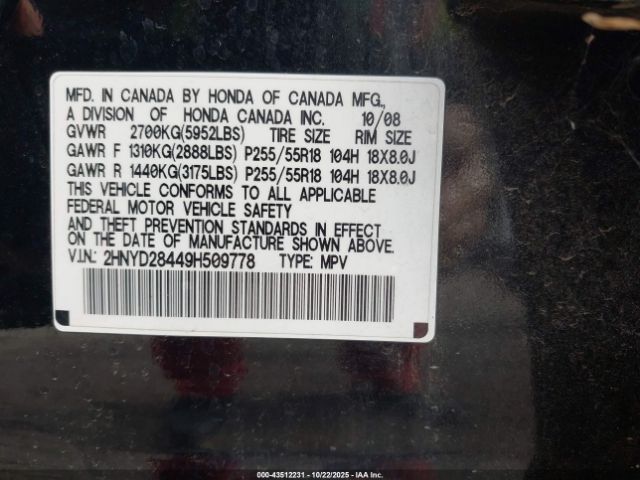 MFD. IN CANADA BY HONDA OF CANADA MFG.,
A DIVISION OF HONDA CANADA INC. 10/08
GVWR 2700KG(5952LBS) TIRE SIZE RIM SIZE
GAWR F 1310KG(2888LBS) P255/55R18 104H 18X8.0J
GAWR R 1440KG(3175LBS) P255/55R18 104H 18X8.0J
THIS VEHICLE CONFORMS TO ALL APPLICABLE
FEDERAL MOTOR VEHICLE SAFETY
AND THEFT PREVENTION STANDARDS IN EFFECT
ON THE DATE OF MANUFACTURE SHOWN ABOVE.
V.I.N.: 2HNYD28449H509778 TYPE: MPV
000-43512231 - 10/22/2025 - IAA Inc.